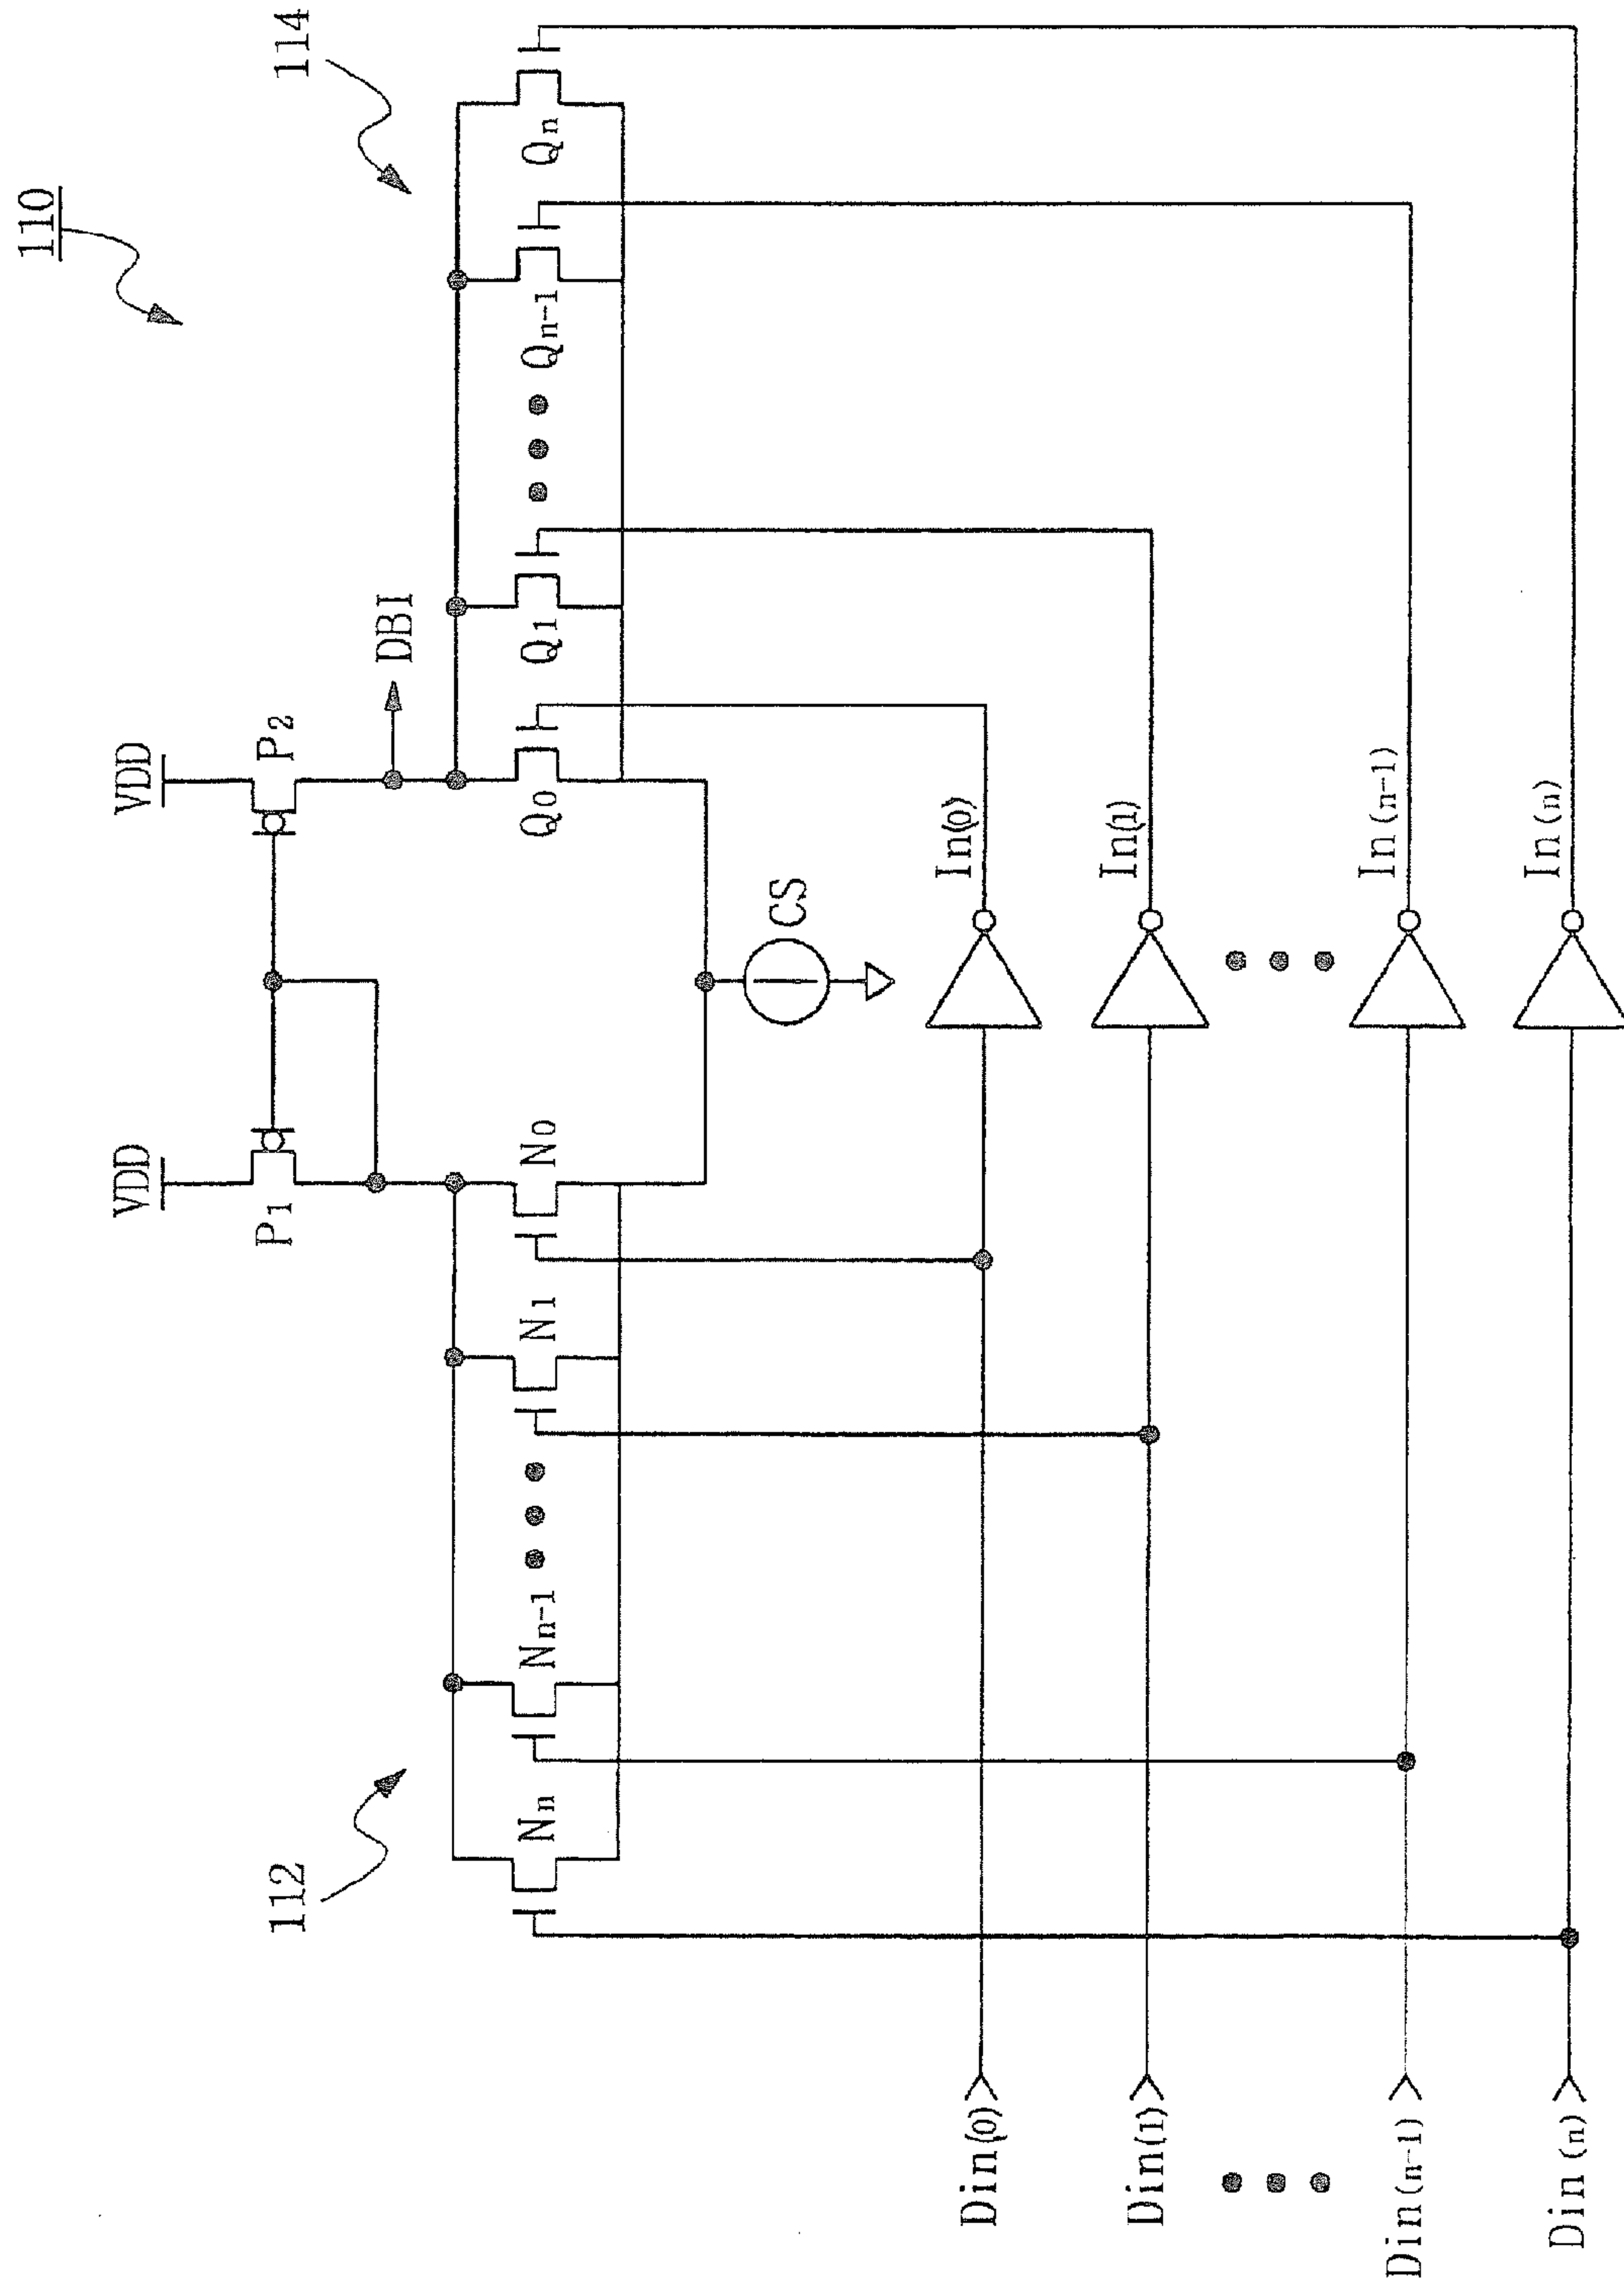 110
114
112
VDD
VDD
P1
P2
DBI
Nn
Nn-1
N1
N0
Q0
Q1
Qn-1
Qn
CS
Din(0)
In(0)
Din(1)
In(1)
Din(n-1)
In(n-1)
Din(n)
In(n)